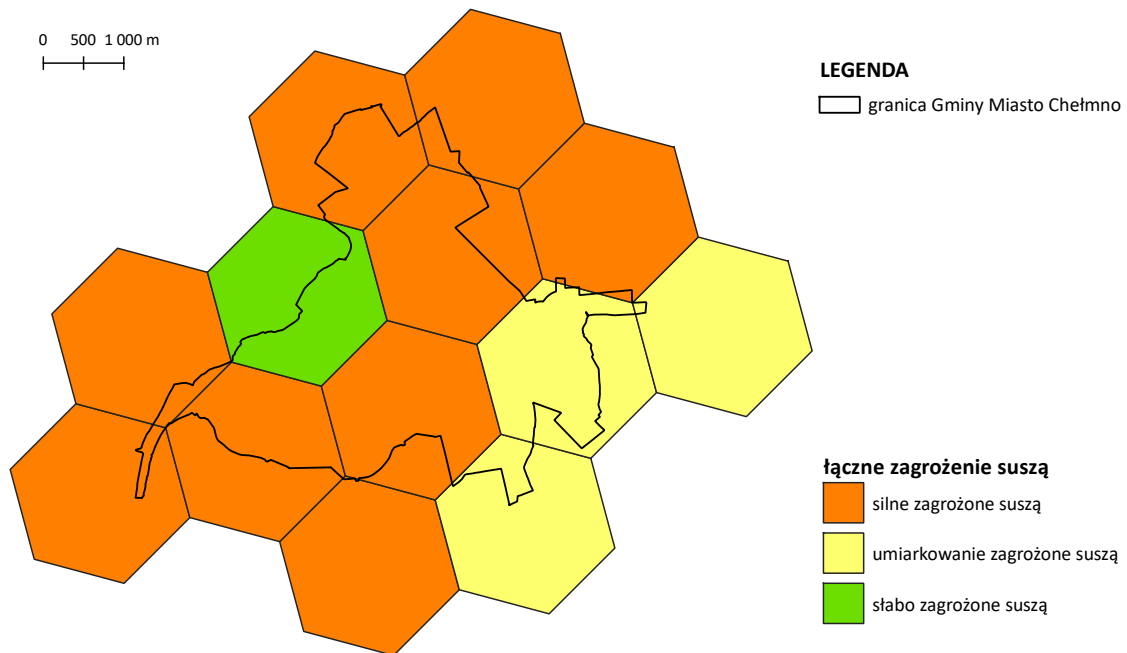 0 500 1 000 m
LEGENDA
granica Gminy Miasto Chełmno
łączne zagrożenie suszą
silne zagrożone suszą
umiarkowanie zagrożone suszą
słabo zagrożone suszą